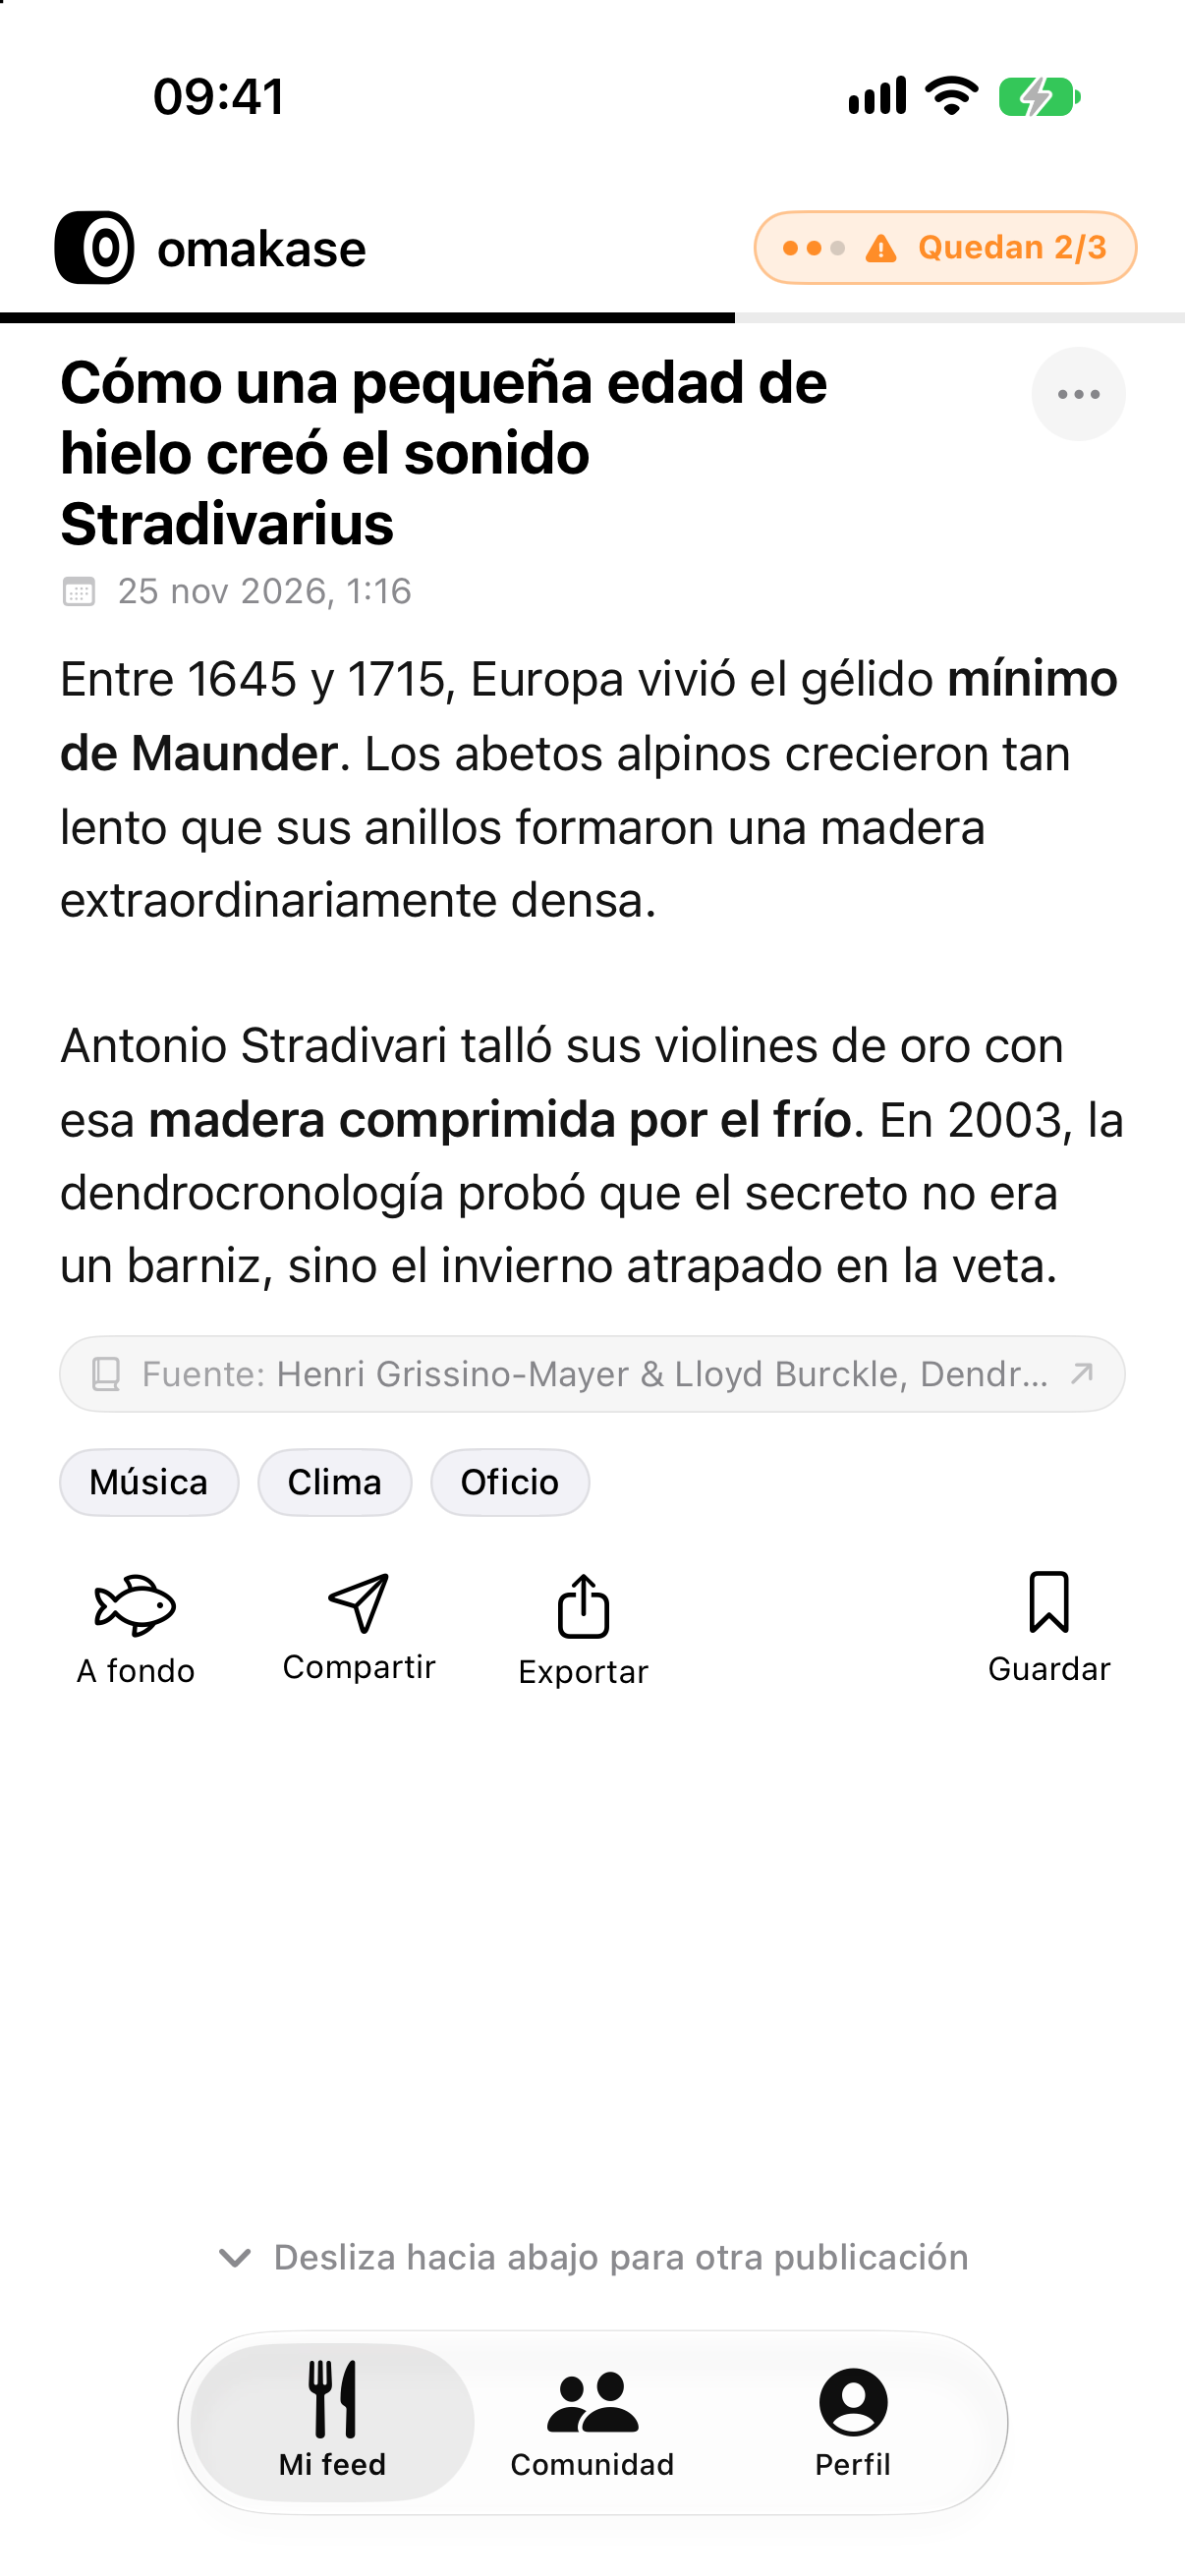 09:41
omakase
Quedan 2/3
Cómo una pequeña edad de
hielo creó el sonido
Stradivarius
25 nov 2026, 1:16
Entre 1645 y 1715, Europa vivió el gélido mínimo
de Maunder. Los abetos alpinos crecieron tan
lento que sus anillos formaron una madera
extraordinariamente densa.
Antonio Stradivari talló sus violines de oro con
esa madera comprimida por el frío. En 2003, la
dendrocronología probó que el secreto no era
un barniz, sino el invierno atrapado en la veta.
Fuente: Henri Grissino-Mayer & Lloyd Burckle, Dendr...
Música Clima Oficio
A fondo Compartir Exportar Guardar
Desliza hacia abajo para otra publicación
Mi feed Comunidad Perfil